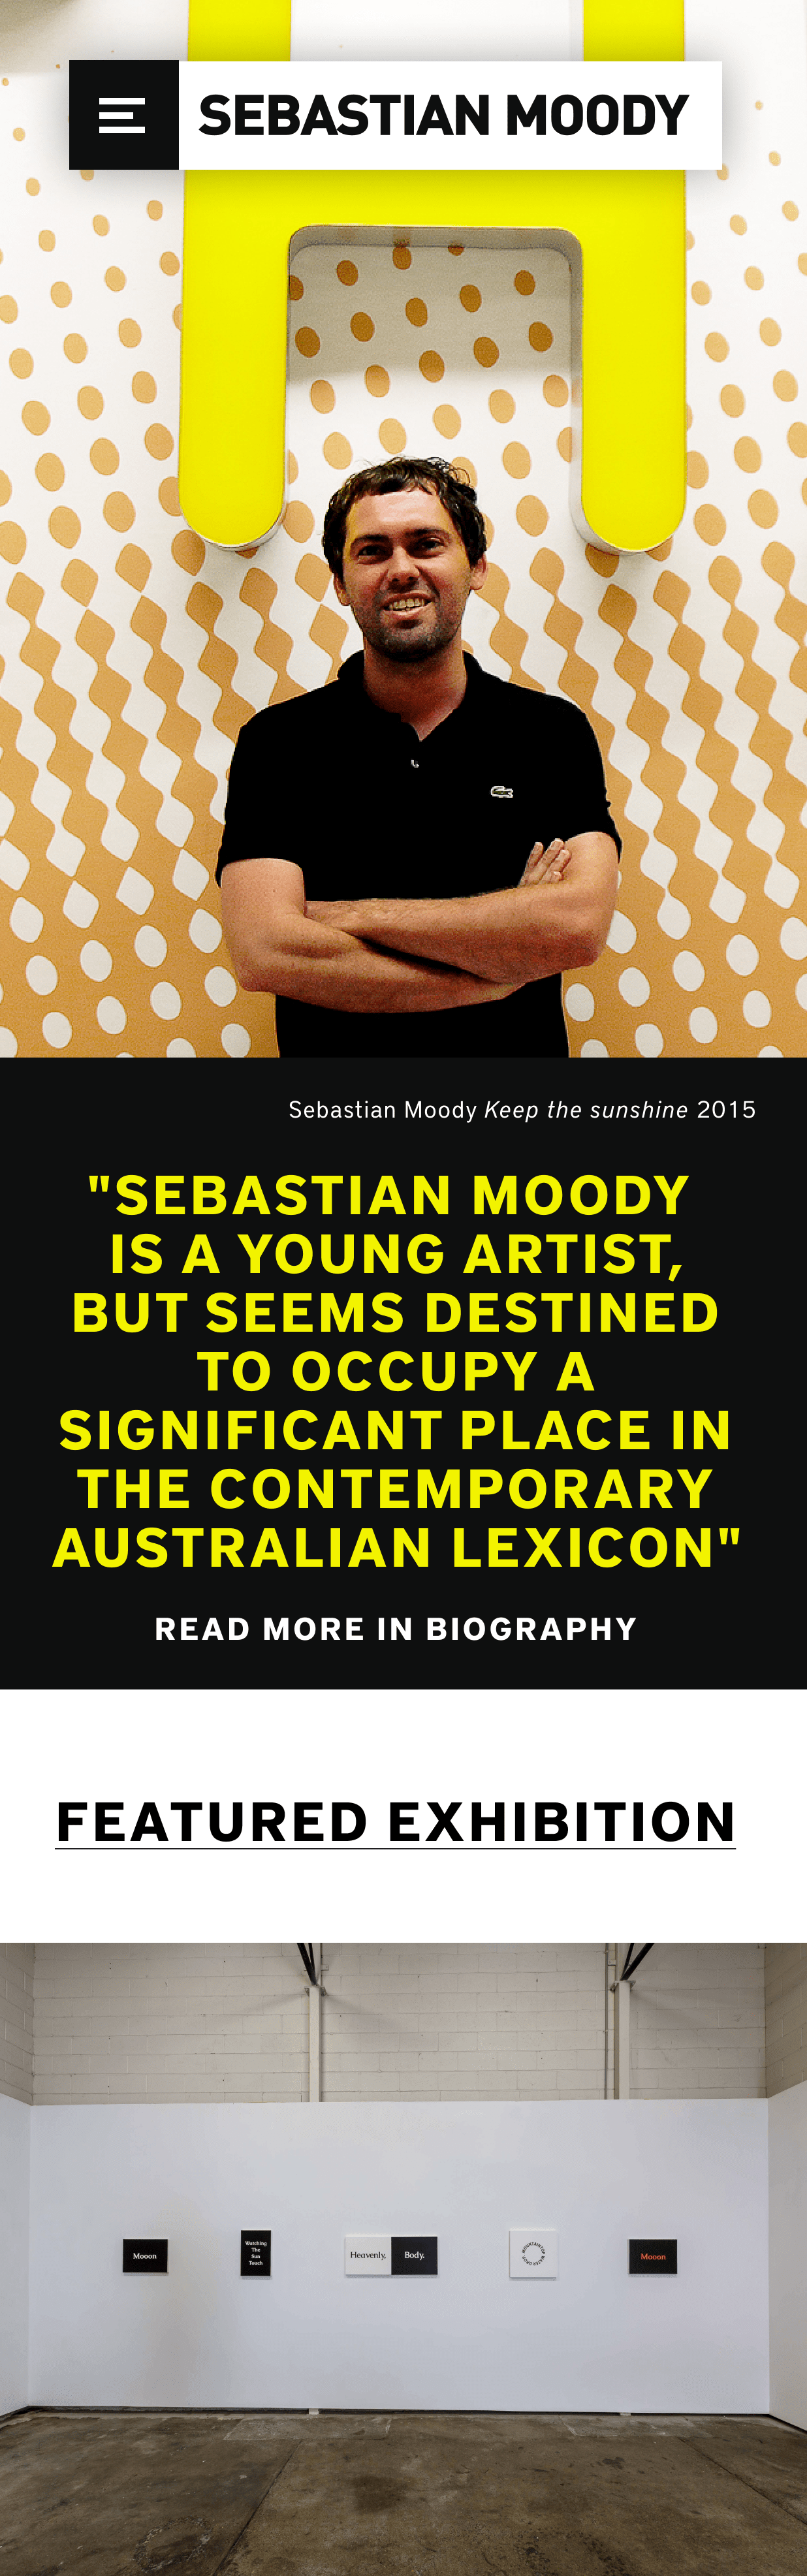 SEBASTIAN MOODY
Sebastian Moody Keep the sunshine 2015
"SEBASTIAN MOODY
IS A YOUNG ARTIST,
BUT SEEMS DESTINED
TO OCCUPY A
SIGNIFICANT PLACE IN
THE CONTEMPORARY
AUSTRALIAN LEXICON"
READ MORE IN BIOGRAPHY
FEATURED EXHIBITION
Mooon
Watching
The
Sun
Touch
Heavenly,
Body.
MOUNTAINTOP
Mooon